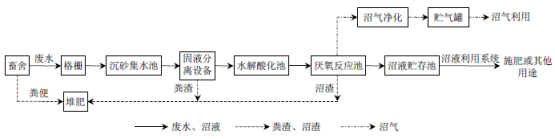 沼气净化 贮气罐 沼气利用
畜舍 废水 格栅 沉砂集水池 固液分离设备 水解酸化池 厌氧反应池 沼液贮存池 沼液利用系统 施肥或其他用途
粪便 堆肥 粪渣 沼渣
废水、沼液 粪渣、沼渣 沼气